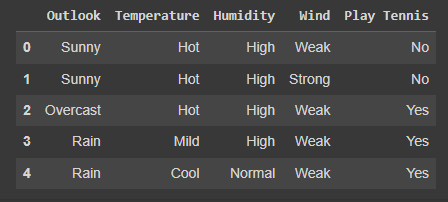 Outlook Temperature Humidity Wind Play Tennis
0 Sunny Hot High Weak No
1 Sunny Hot High Strong No
2 Overcast Hot High Weak Yes
3 Rain Mild High Weak Yes
4 Rain Cool Normal Weak Yes